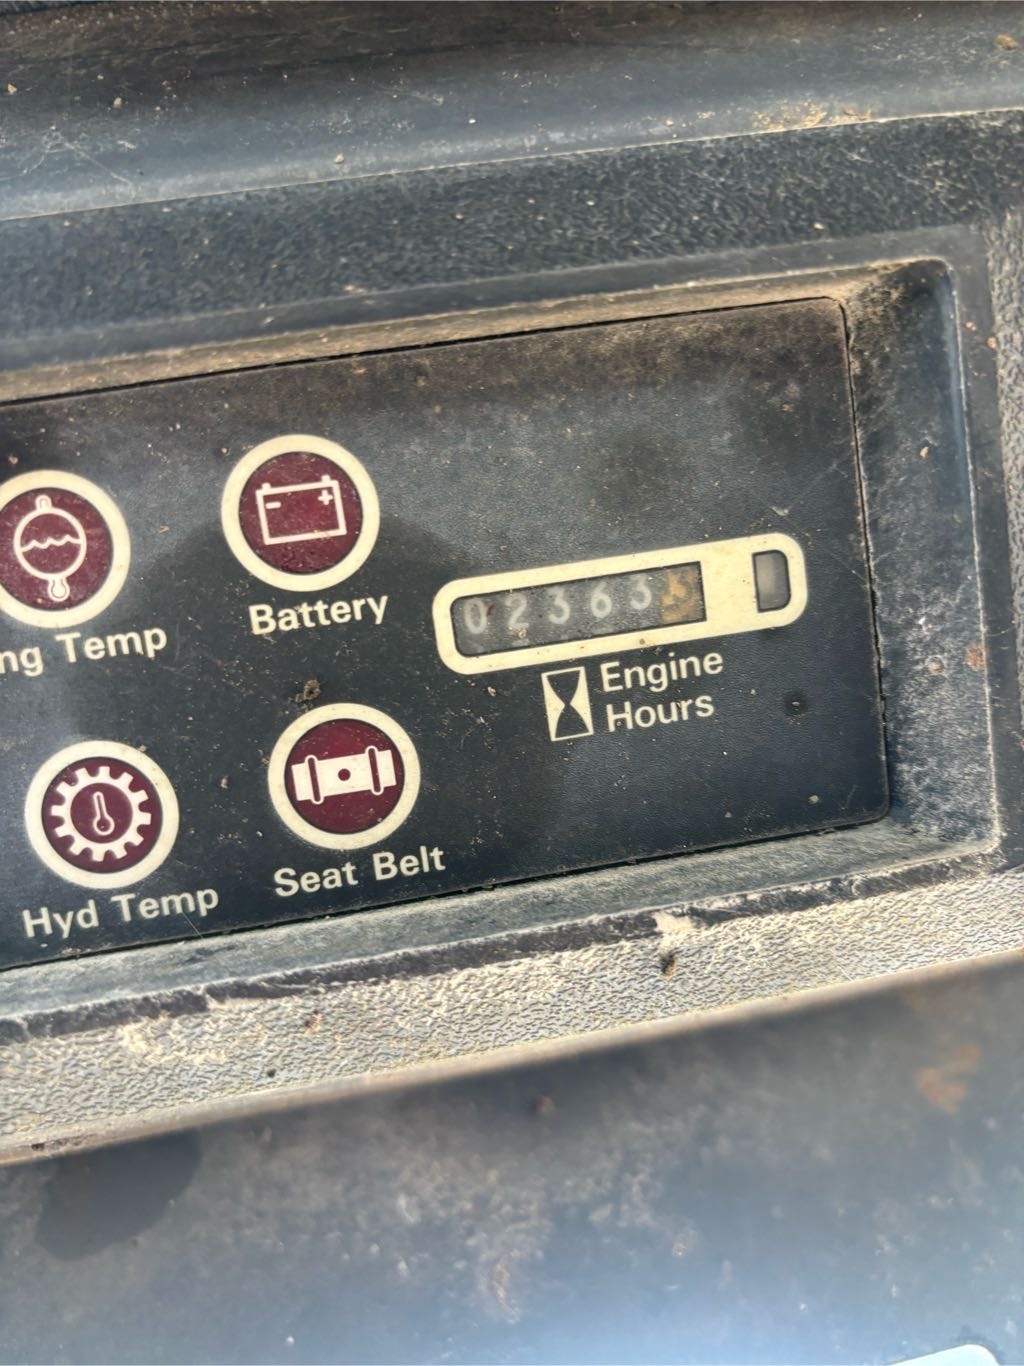 ng Temp
Battery
02363
Engine
Hours
Hyd Temp
Seat Belt